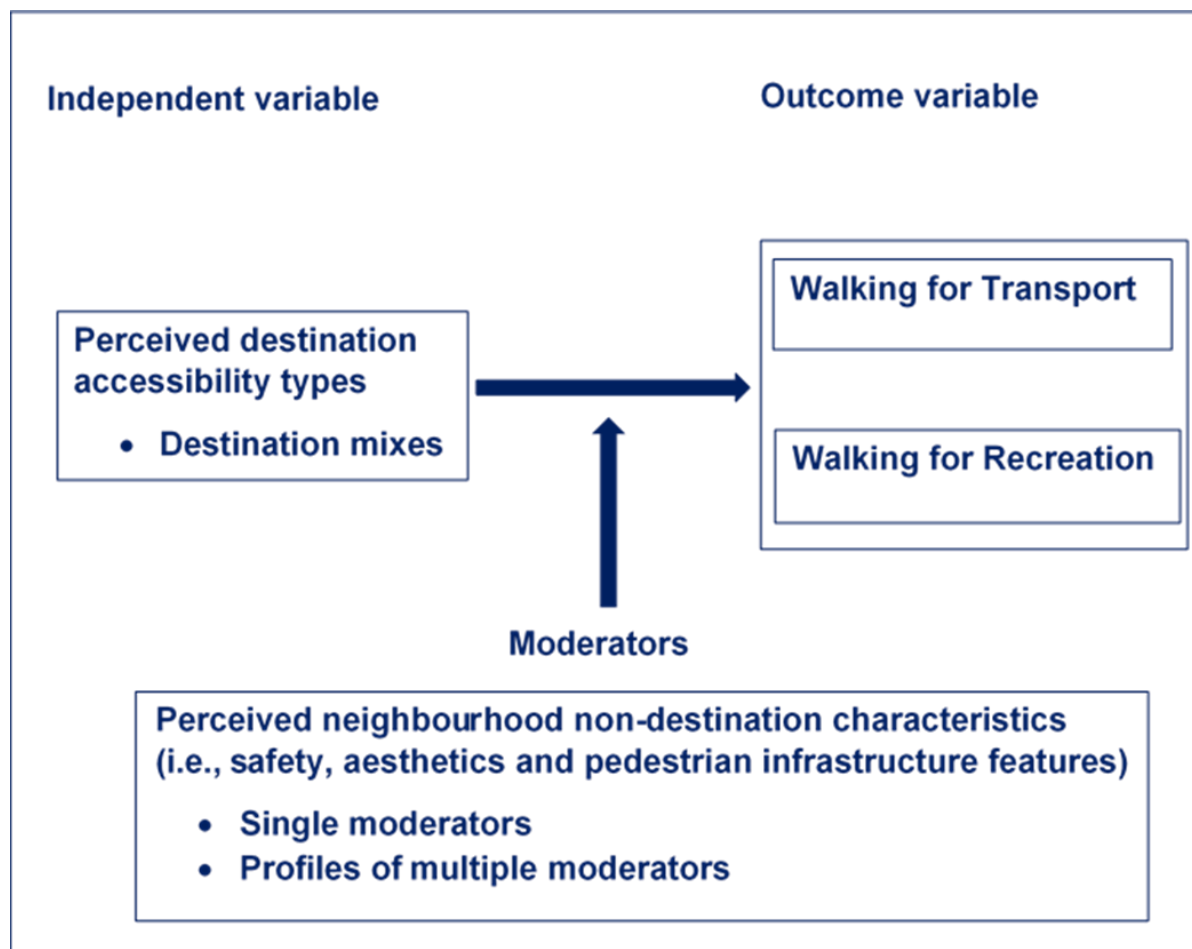 Independent variable
Outcome variable
Perceived destination
accessibility types
• Destination mixes
Walking for Transport
Walking for Recreation
Moderators
Perceived neighbourhood non-destination characteristics
(i.e., safety, aesthetics and pedestrian infrastructure features)
• Single moderators
• Profiles of multiple moderators